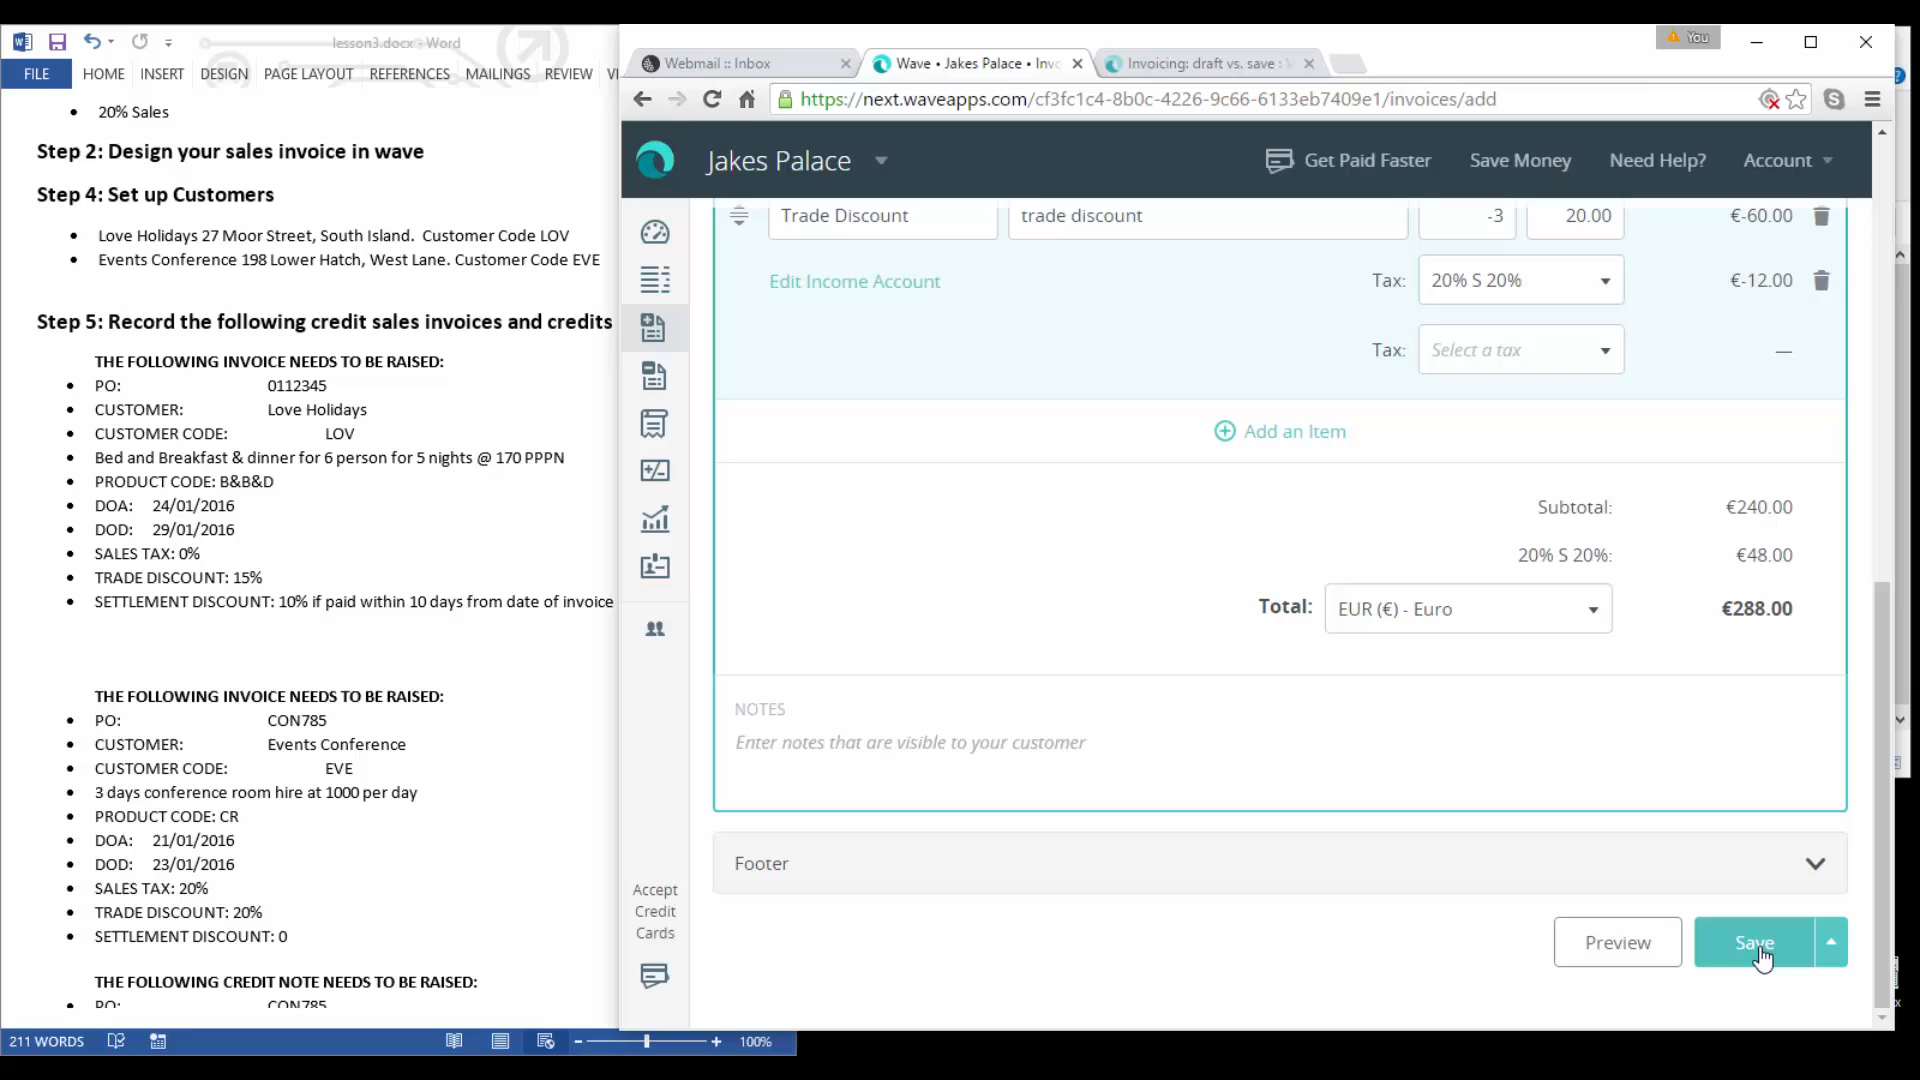 lesson3.docx - Word
FILE HOME INSERT DESIGN PAGE LAYOUT REFERENCES MAILINGS REVIEW VI
20% Sales
Step 2: Design your sales invoice in wave
Step 4: Set up Customers
Love Holidays 27 Moor Street, South Island. Customer Code LOV
Events Conference 198 Lower Hatch, West Lane. Customer Code EVE
Step 5: Record the following credit sales invoices and credits
THE FOLLOWING INVOICE NEEDS TO BE RAISED:
PO: 0112345
CUSTOMER: Love Holidays
CUSTOMER CODE: LOV
Bed and Breakfast & dinner for 6 person for 5 nights @ 170 PPPN
PRODUCT CODE: B&B&D
DOA: 24/01/2016
DOD: 29/01/2016
SALES TAX: 0%
TRADE DISCOUNT: 15%
SETTLEMENT DISCOUNT: 10% if paid within 10 days from date of invoice
THE FOLLOWING INVOICE NEEDS TO BE RAISED:
PO: CON785
CUSTOMER: Events Conference
CUSTOMER CODE: EVE
3 days conference room hire at 1000 per day
PRODUCT CODE: CR
DOA: 21/01/2016
DOD: 23/01/2016
SALES TAX: 20%
TRADE DISCOUNT: 20%
SETTLEMENT DISCOUNT: 0
THE FOLLOWING CREDIT NOTE NEEDS TO BE RAISED:
PO: CON785
211 WORDS 100%
You
Webmail :: Inbox
Wave • Jakes Palace • Invo
Invoicing: draft vs. save :
https://next.waveapps.com/cf3fc1c4-8b0c-4226-9c66-6133eb7409e1/invoices/add
Jakes Palace Get Paid Faster Save Money Need Help? Account
Trade Discount trade discount -3 20.00 €-60.00
Edit Income Account Tax: 20% S 20% €-12.00
Tax: Select a tax —
Add an Item
Subtotal: €240.00
20% S 20%: €48.00
Total: EUR (€) - Euro €288.00
NOTES
Enter notes that are visible to your customer
Footer
Accept
Credit
Cards
Preview Save